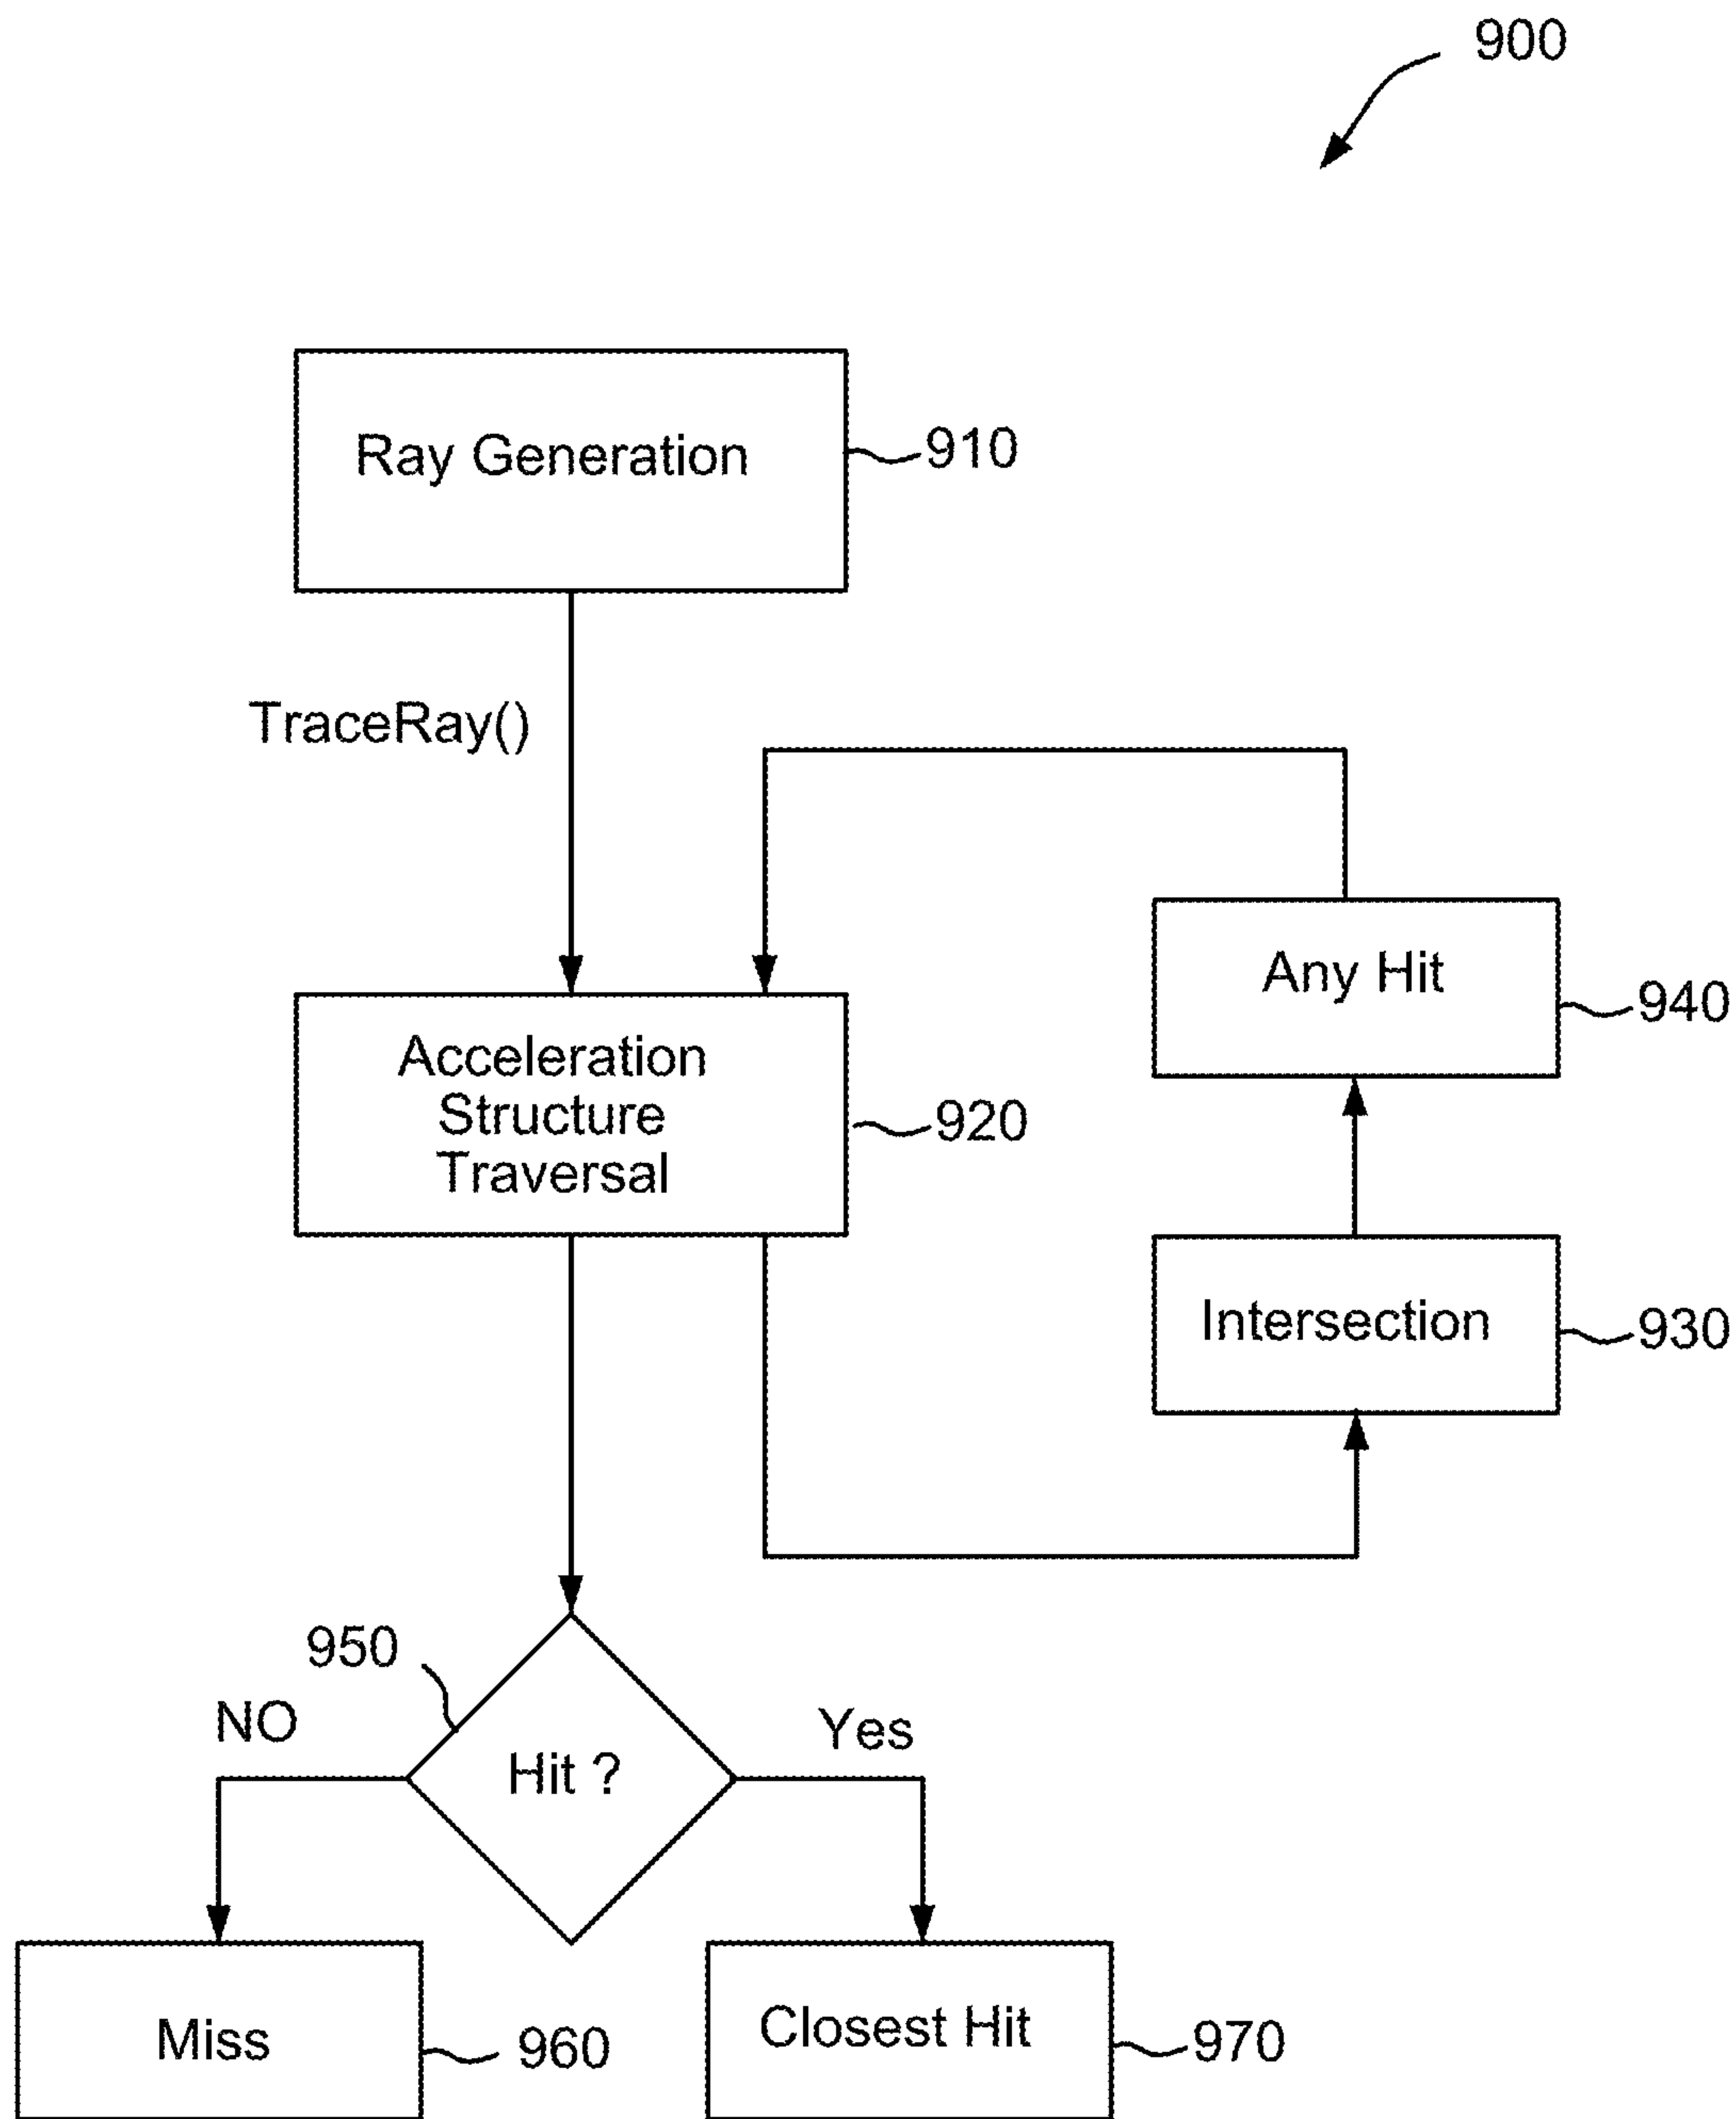 900
Ray Generation
910
TraceRay()
Any Hit
940
Acceleration
Structure
Traversal
920
Intersection
930
950
NO
Yes
Hit ?
Miss
960
Closest Hit
970